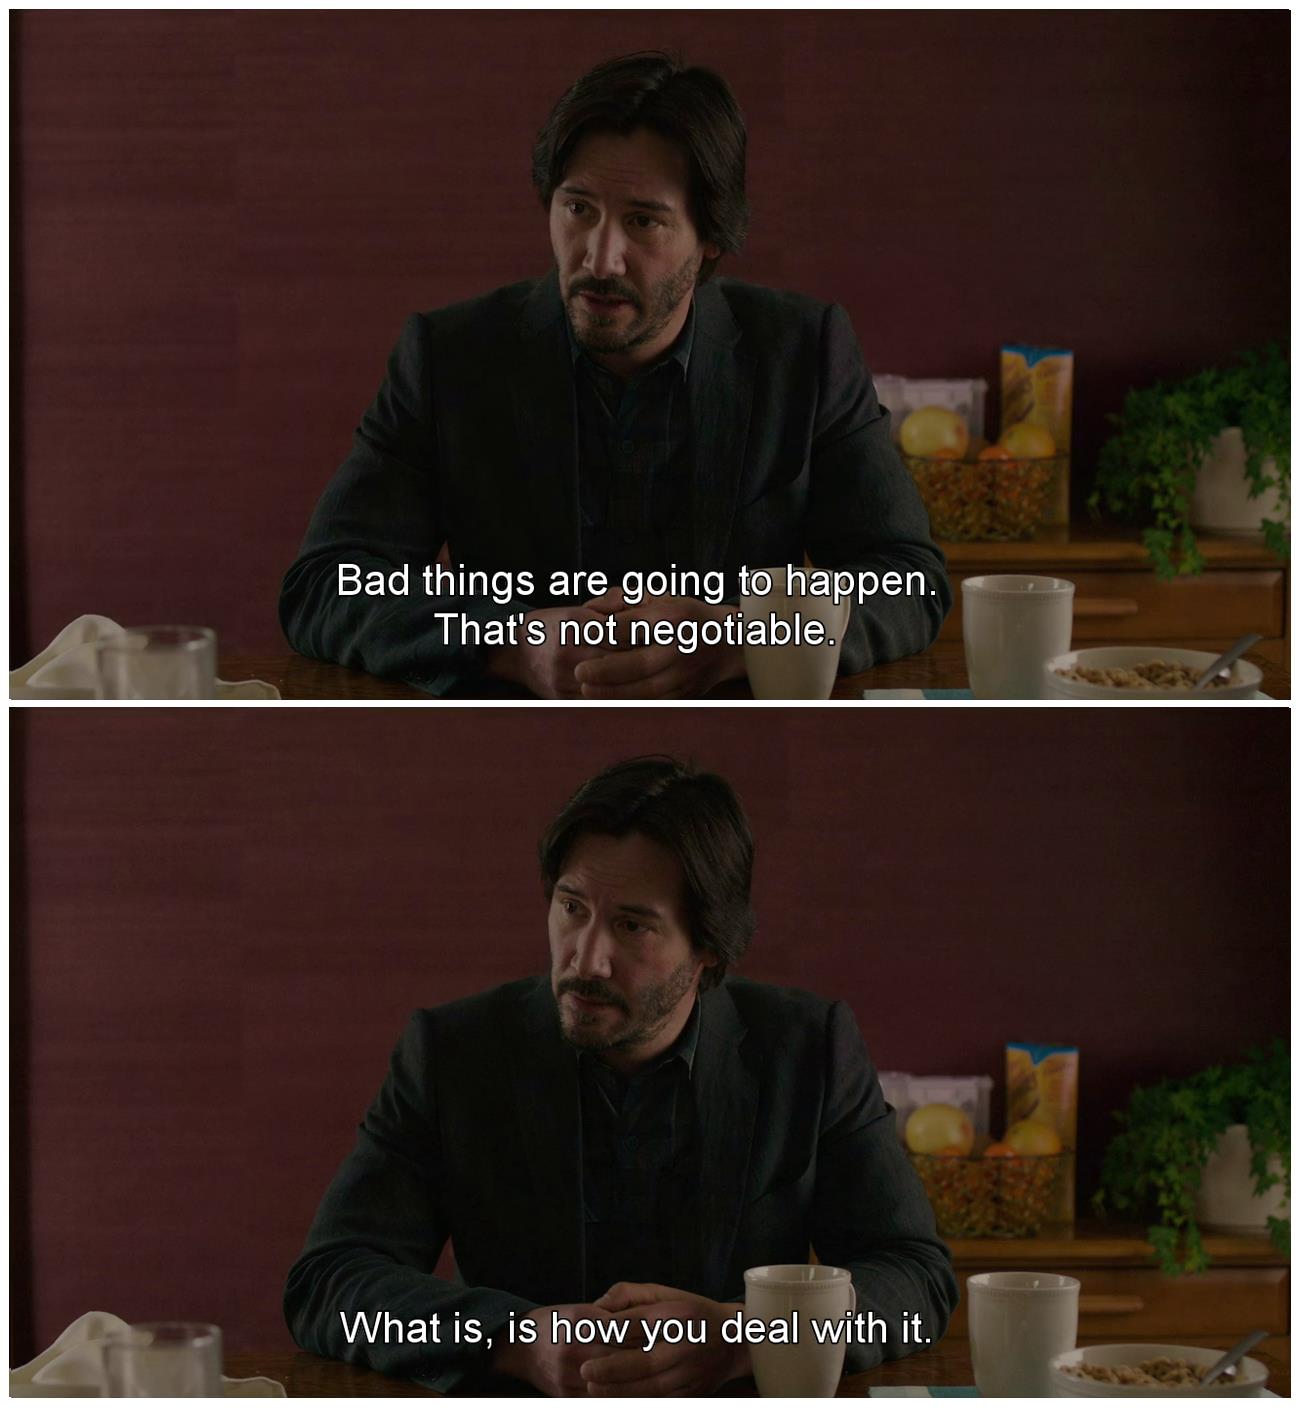 Bad things are going to happen.
That's not negotiable.
What is, is how you deal with it.